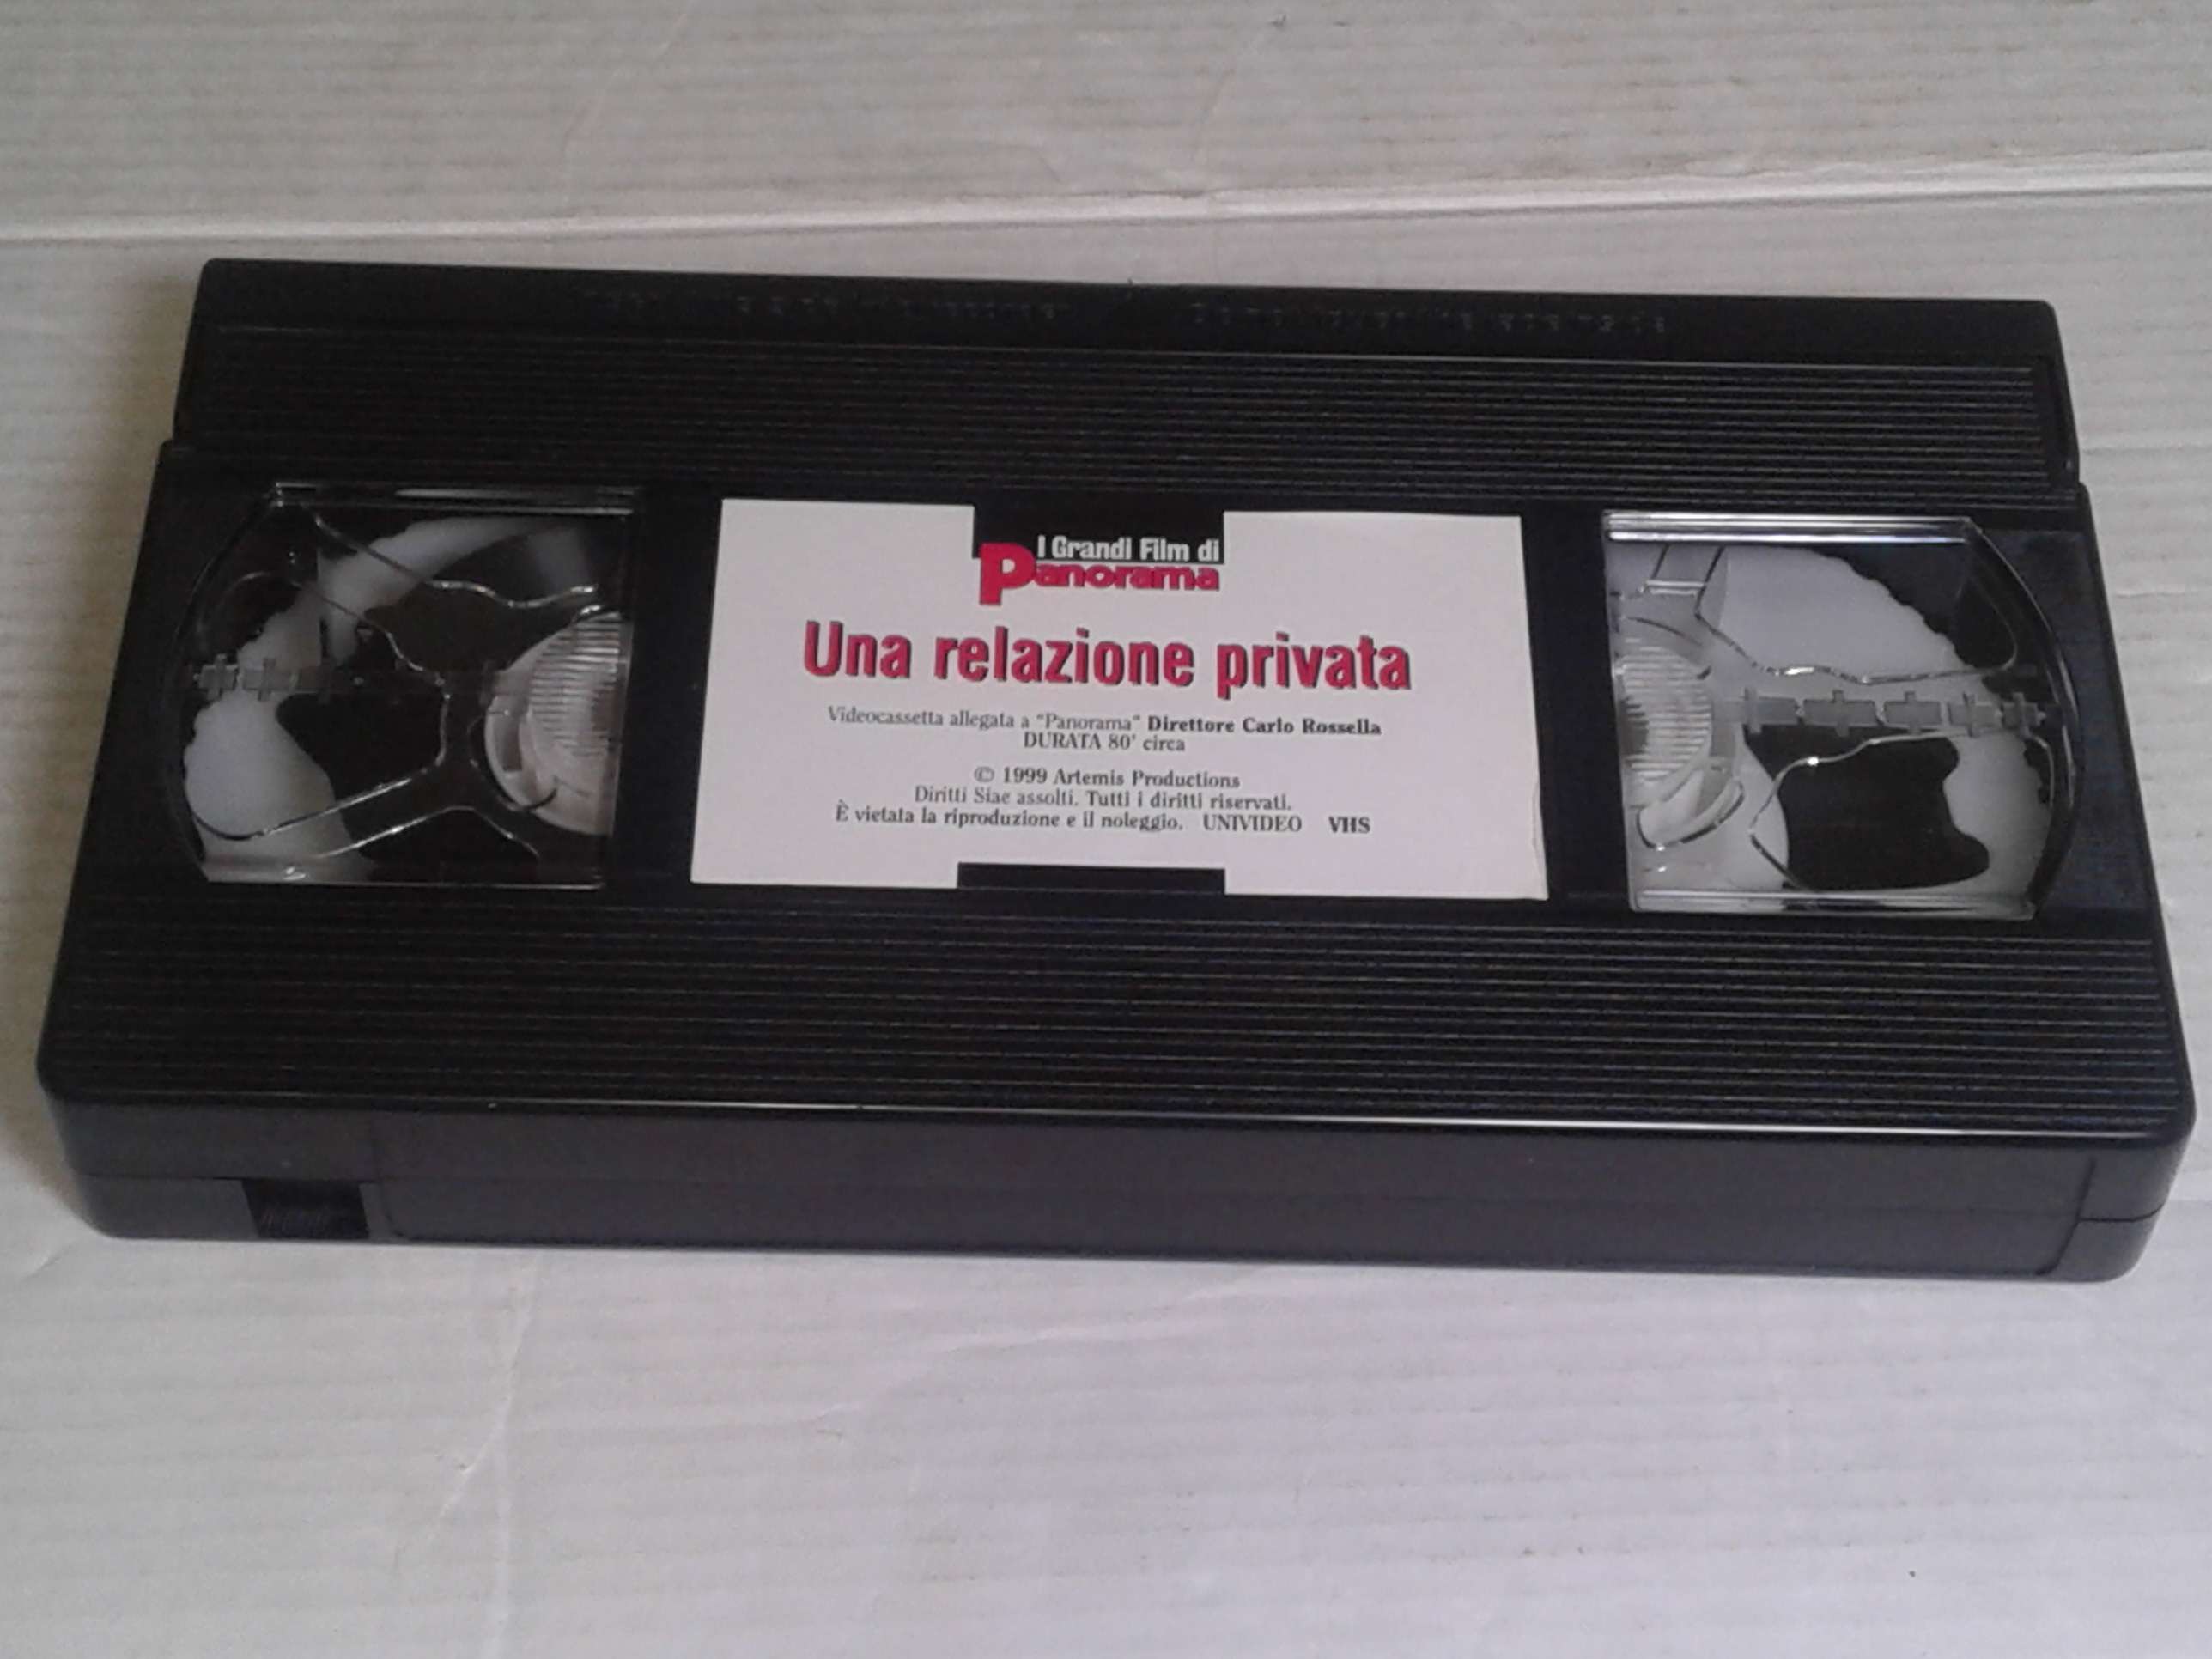 I Grandi Film di
Panorama
Una relazione privata
Videocassetta allegata a "Panorama" Direttore Carlo Rossella
DURATA 80' circa
© 1999 Artemis Productions
Diritti Siae assolti. Tutti i diritti riservati.
È vietata la riproduzione e il noleggio. UNIVIDEO VHS